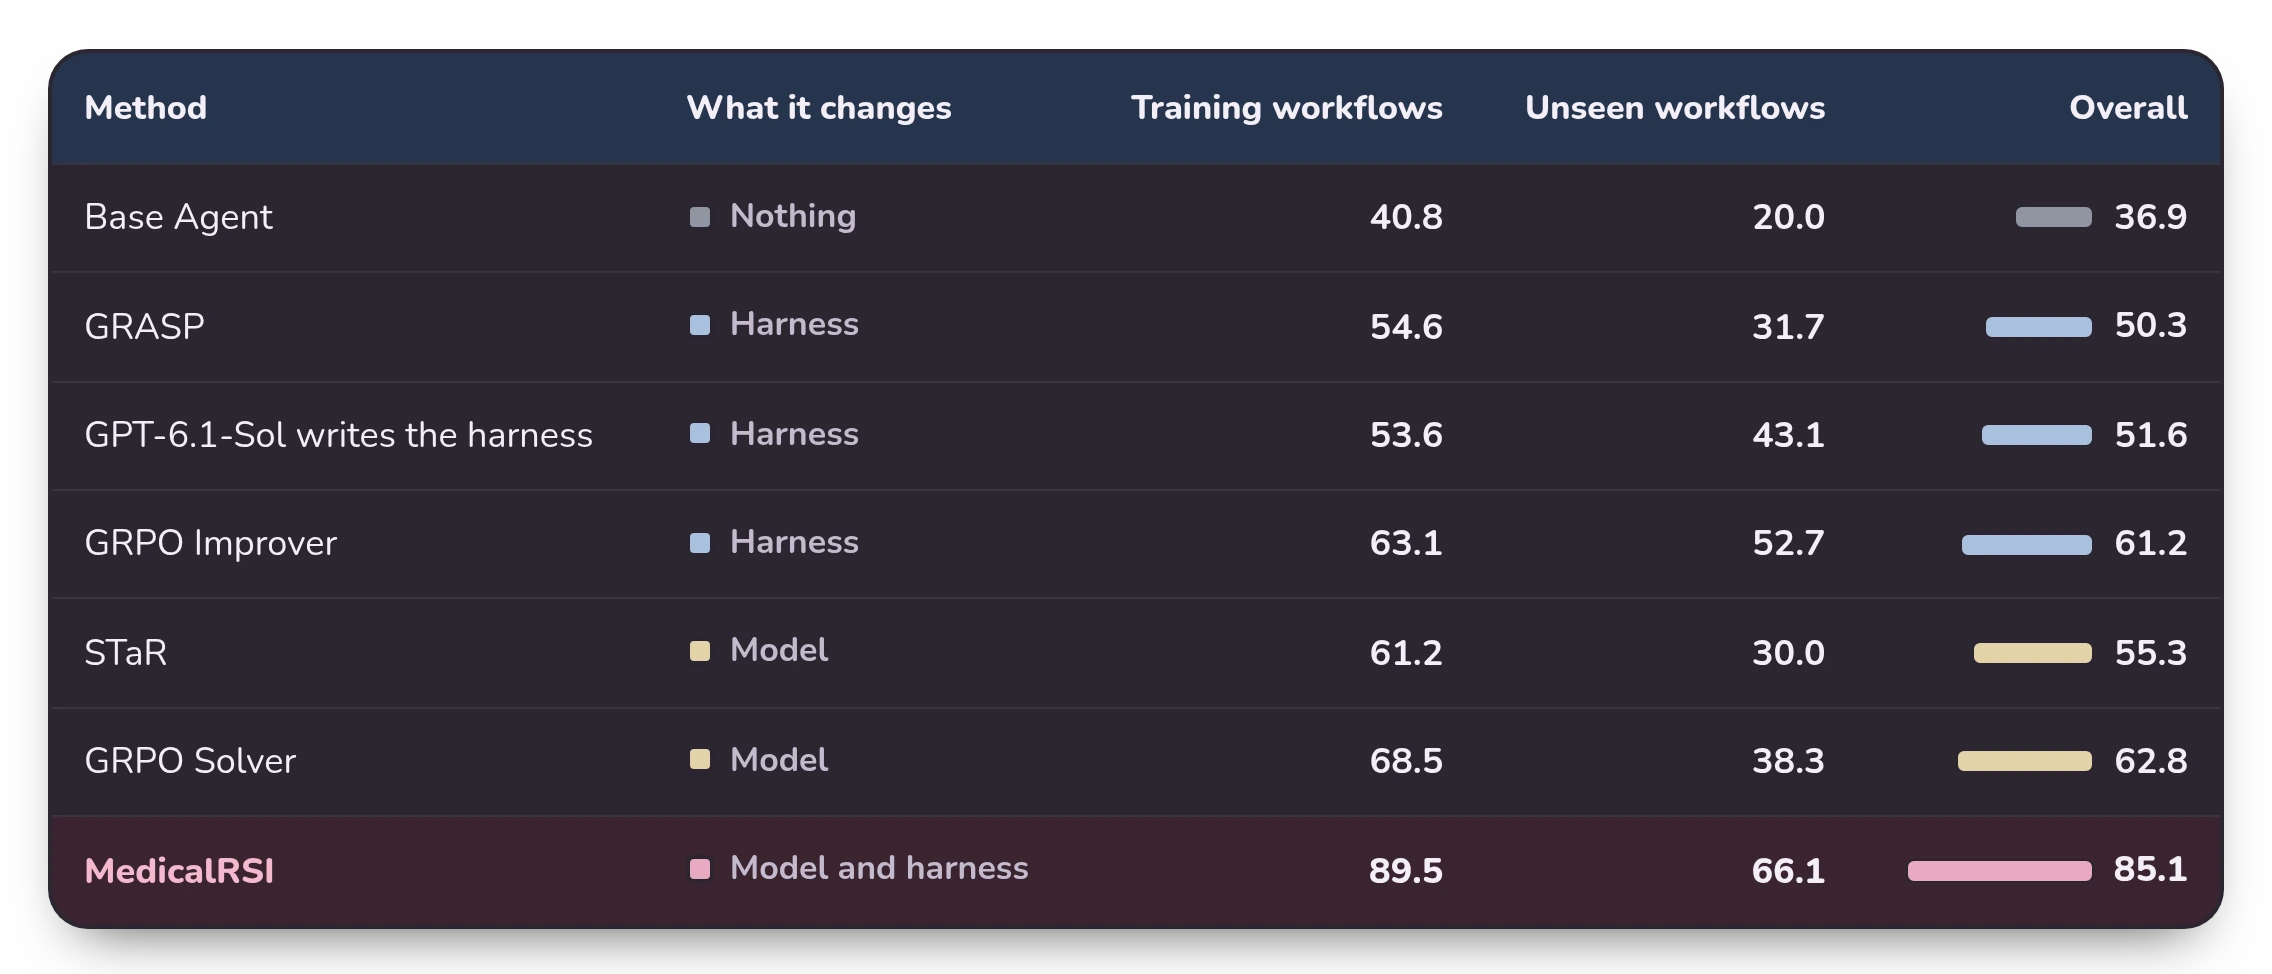 Method What it changes Training workflows Unseen workflows Overall
Base Agent Nothing 40.8 20.0 36.9
GRASP Harness 54.6 31.7 50.3
GPT-6.1-Sol writes the harness Harness 53.6 43.1 51.6
GRPO Improver Harness 63.1 52.7 61.2
STaR Model 61.2 30.0 55.3
GRPO Solver Model 68.5 38.3 62.8
MedicalRSI Model and harness 89.5 66.1 85.1